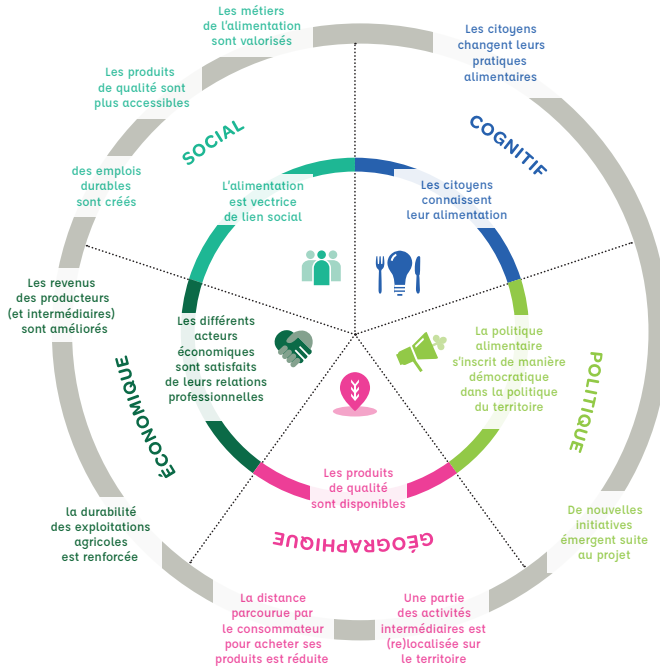 Les métiers
de l'alimentation
sont valorisés
Les produits
de qualité sont
plus accessibles
des emplois
durables
sont créés
SOCIAL
L'alimentation
est vectrice
de lien social
Les citoyens
changent leurs
pratiques
alimentaires
COGNITIF
Les citoyens
connaissent
leur alimentation
Les revenus
des producteurs
(et intermédiaires)
sont améliorés
Les différents
acteurs
économiques
sont satisfaits
de leurs relations
professionnelles
ÉCONOMIQUE
la durabilité
des exploitations
agricoles
est renforcée
La politique
alimentaire
s'inscrit de manière
démocratique
dans la politique
du territoire
POLITIQUE
De nouvelles
initiatives
émergent suite
au projet
Les produits
de qualité
sont disponibles
GÉOGRAPHIQUE
La distance
parcourue par
le consommateur
pour acheter ses
produits est réduite
Une partie
des activités
intermédiaires est
(re)localisée sur
le territoire